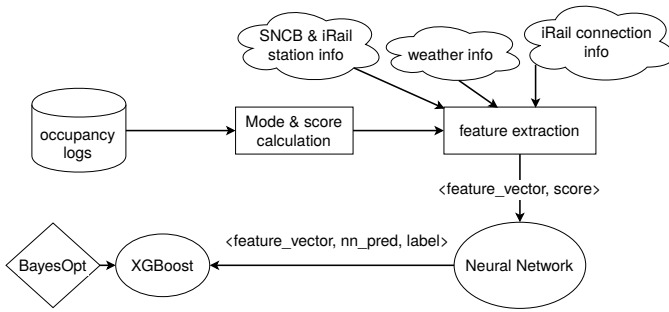 SNCB & iRail
station info
weather info
iRail connection
info
occupancy
logs
Mode & score
calculation
feature extraction
<feature_vector, score>
<feature_vector, nn_pred, label>
BayesOpt
XGBoost
Neural Network